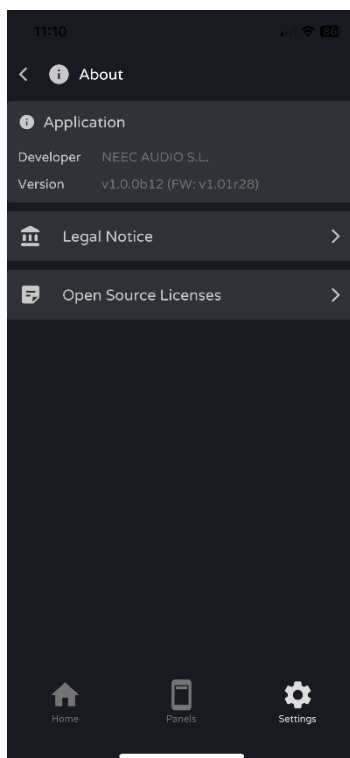 11:10
86
About
Application
Developer NEEC AUDIO S.L.
Version v1.0.0b12 (FW: v1.01r28)
Legal Notice
Open Source Licenses
Home Panels Settings